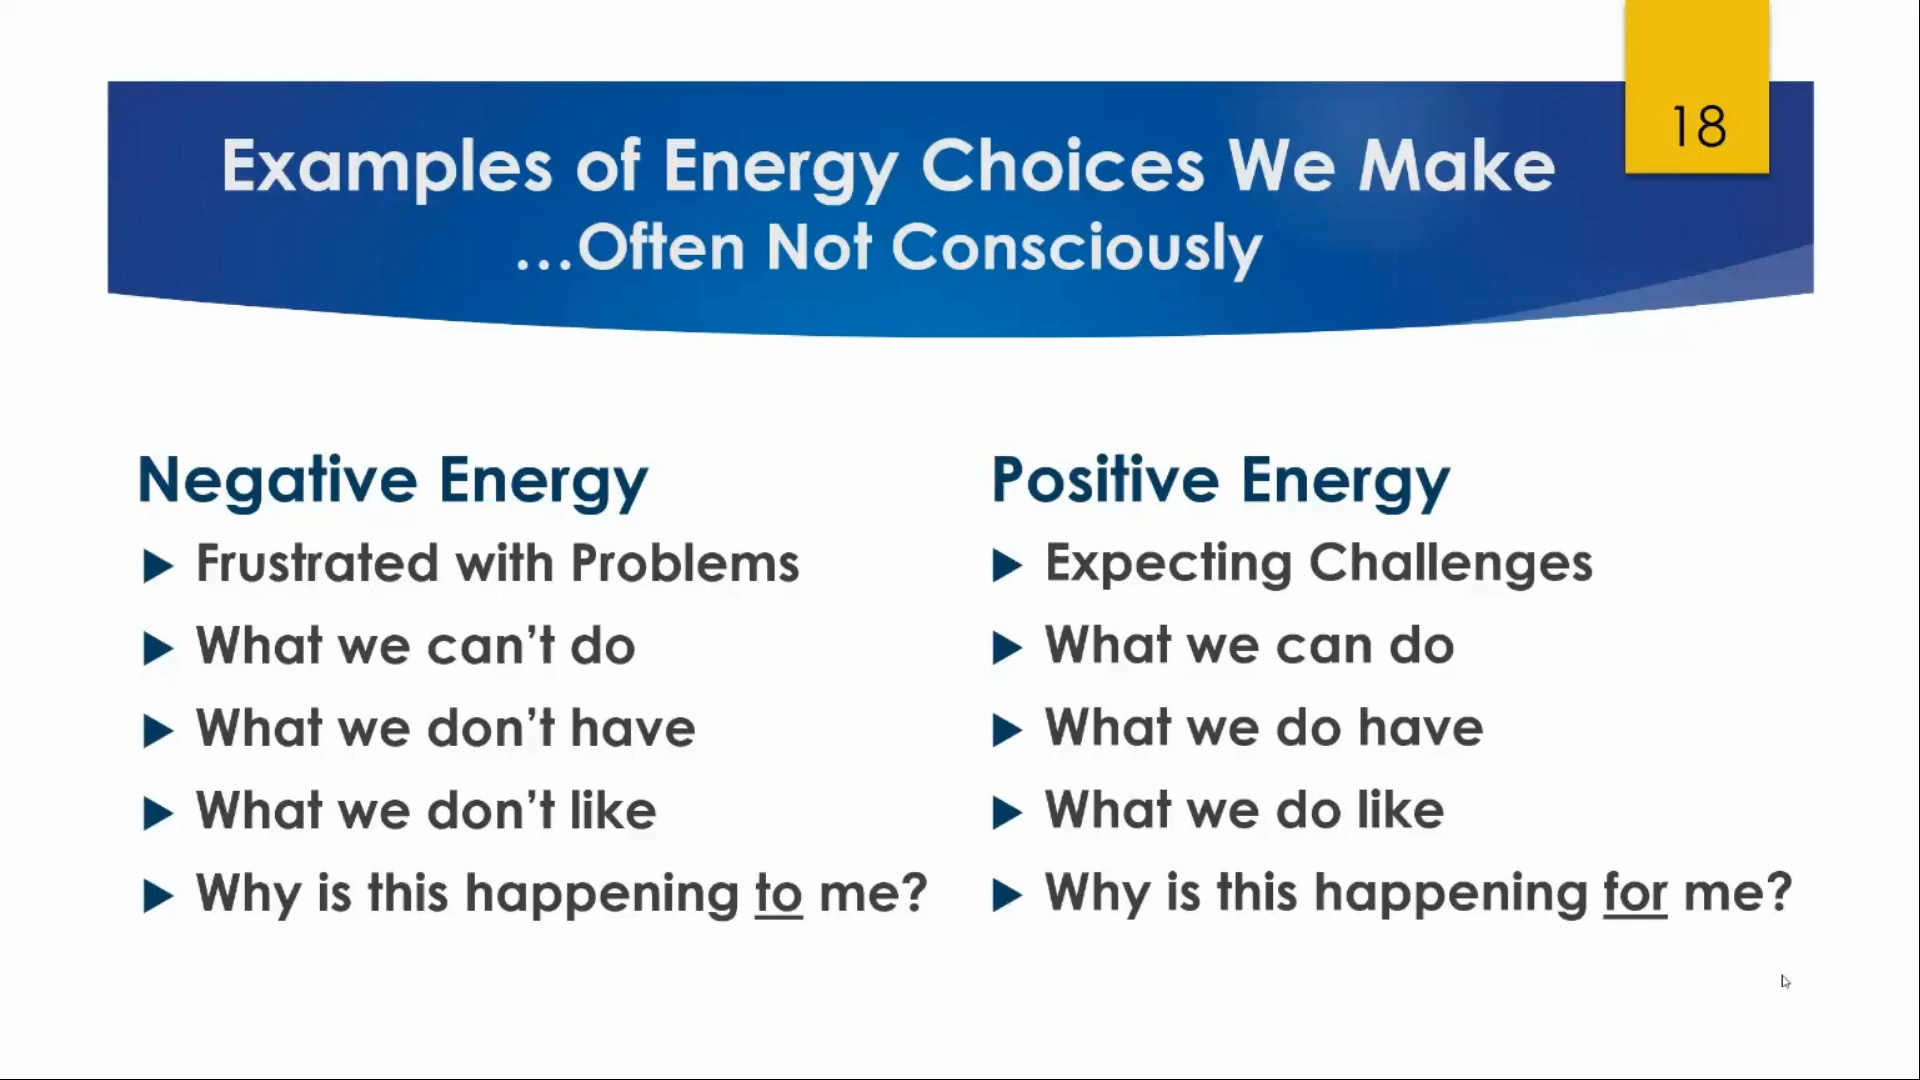 18
Examples of Energy Choices We Make
...Often Not Consciously
Negative Energy
Frustrated with Problems
What we can’t do
What we don’t have
What we don’t like
Why is this happening to me?
Positive Energy
Expecting Challenges
What we can do
What we do have
What we do like
Why is this happening for me?